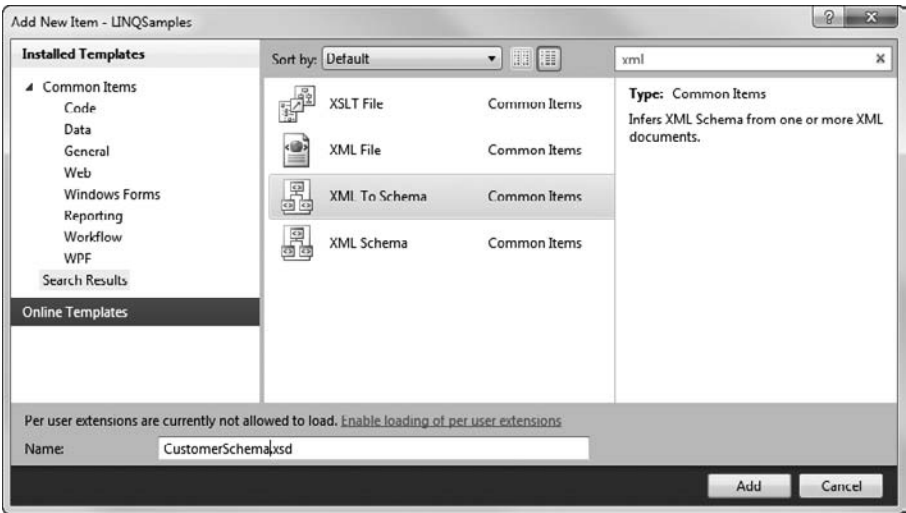 Add New Item - LINQSamples
?
X
Installed Templates
Common Items
Code
Data
General
Web
Windows Forms
Reporting
Workflow
WPF
Search Results
Online Templates
Sort by: Default
XSLT File Common Items
XML File Common Items
XML To Schema Common Items
XML Schema Common Items
xml
Type: Common Items
Infers XML Schema from one or more XML
documents.
Per user extensions are currently not allowed to load. Enable loading of per user extensions
Name: CustomerSchema.xsd
Add Cancel